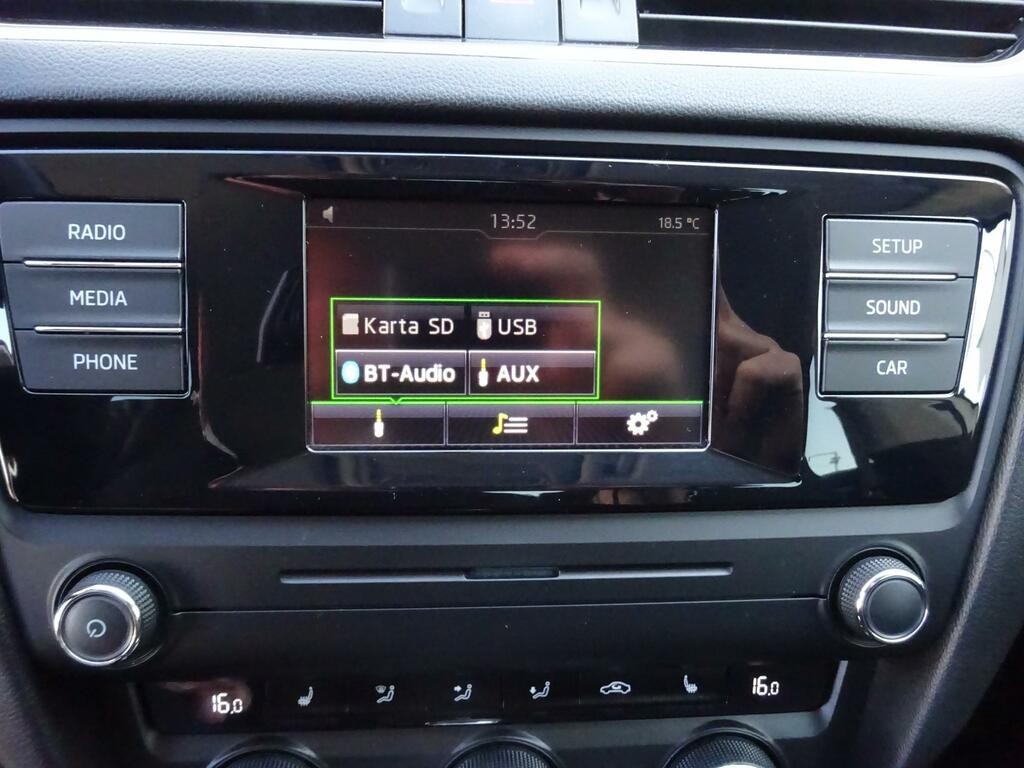 RADIO
MEDIA
PHONE
13:52
18.5 °C
Karta SD
USB
BT-Audio
AUX
SETUP
SOUND
CAR
16.0
16.0